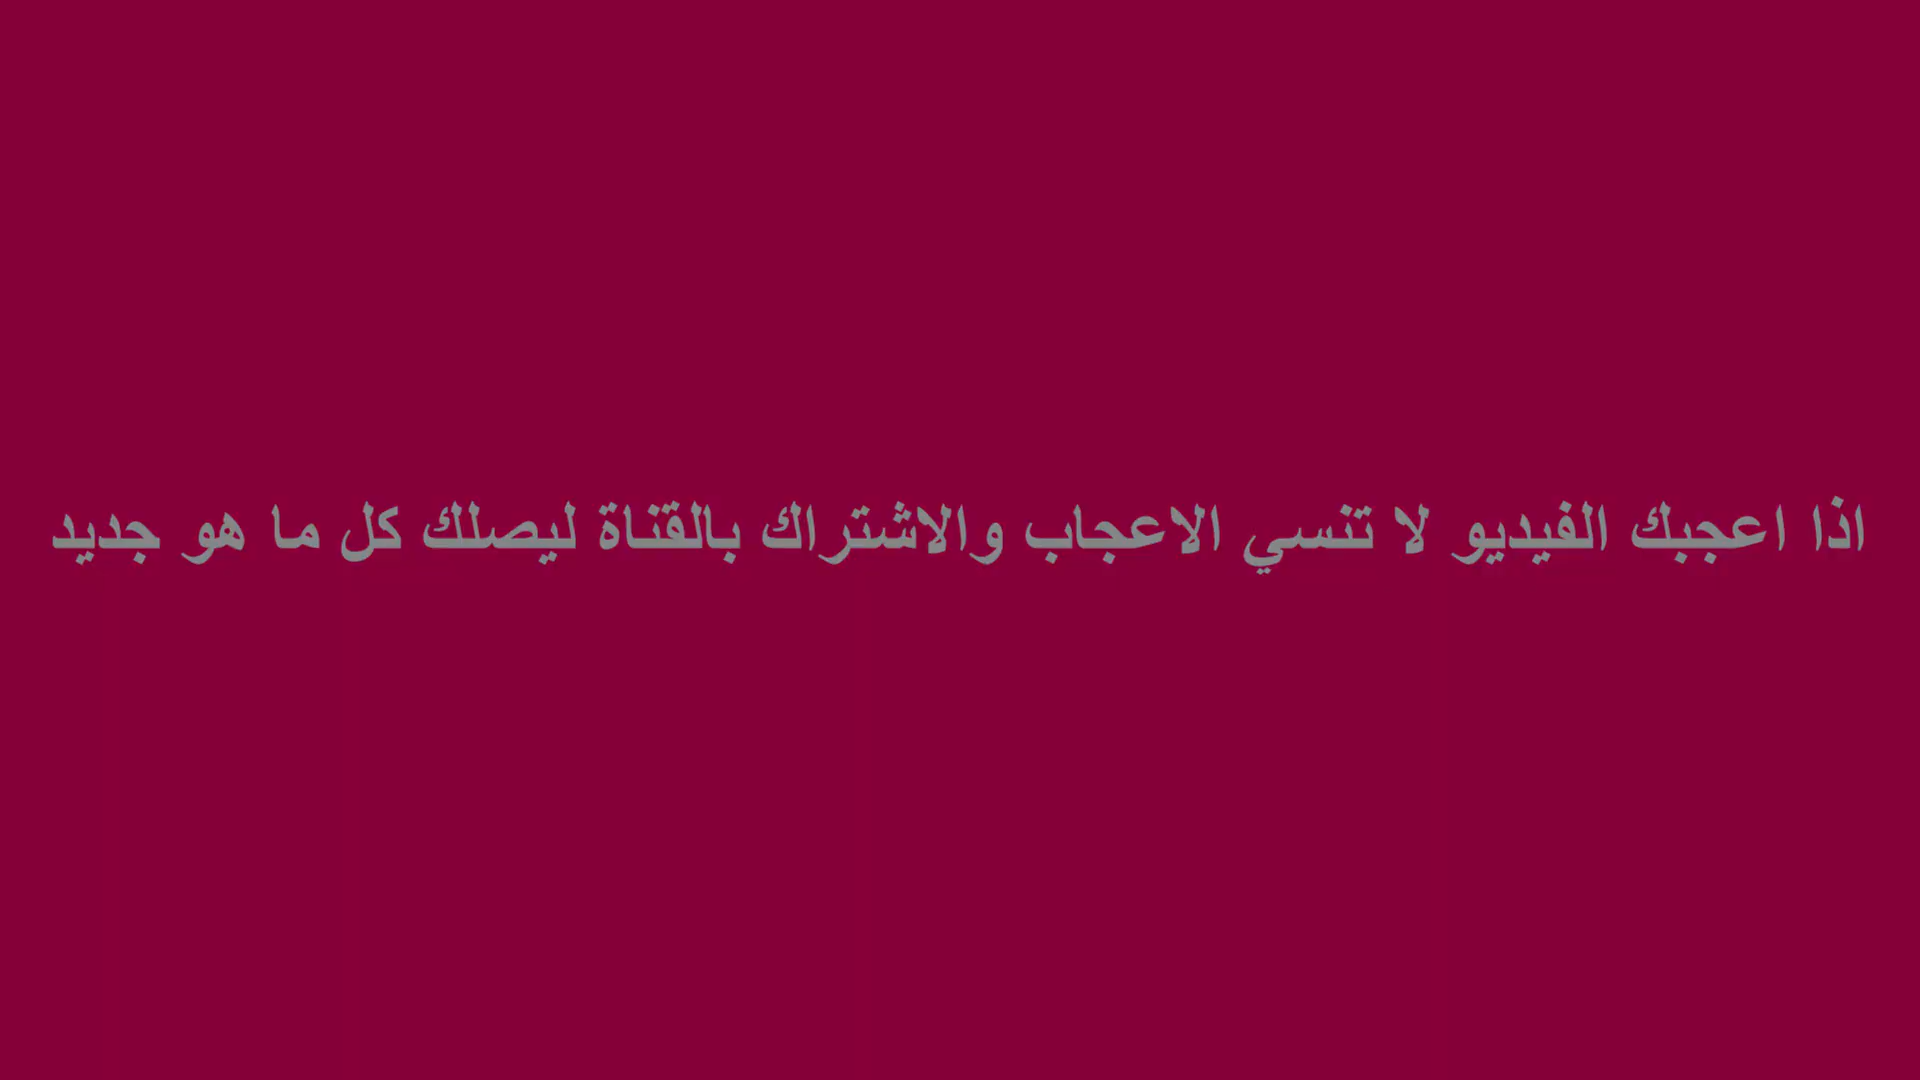 اذا اعجبك الفيديو لا تنسي الاعجاب والاشتراك بالقناة ليصلك كل ما هو جديد